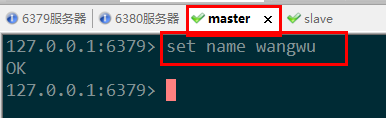 6379服务器 6380服务器 master × slave
127.0.0.1:6379> set name wangwu
OK
127.0.0.1:6379>